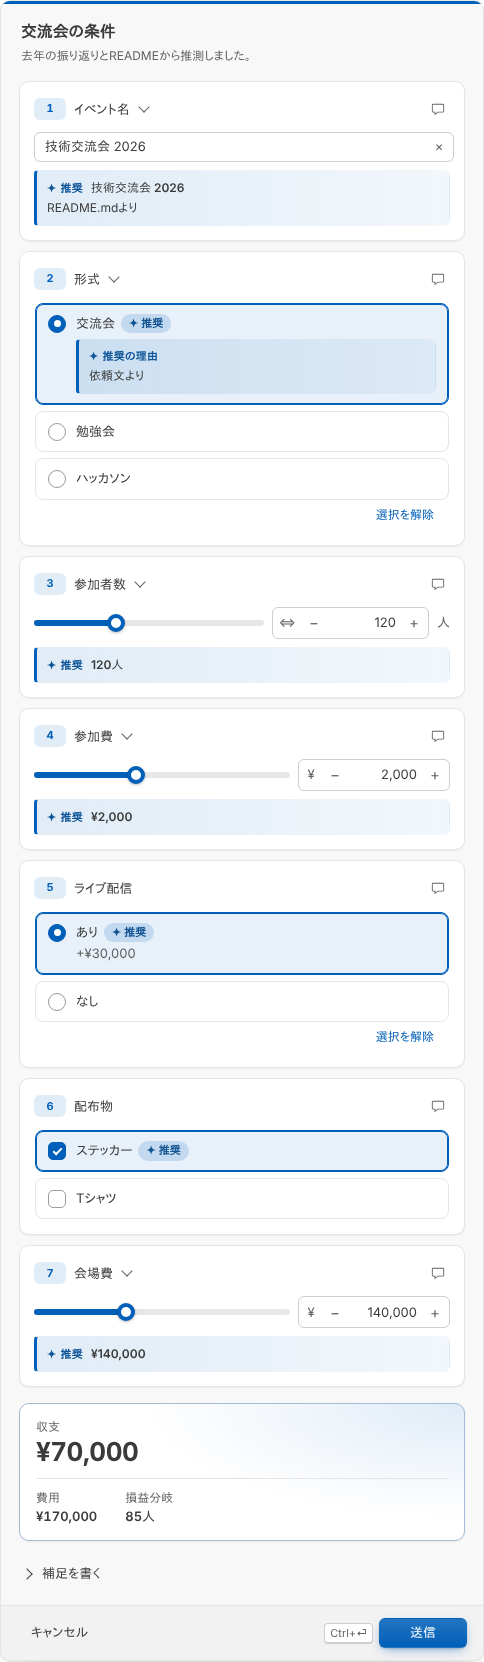 交流会の条件
去年の振り返りとREADMEから推測しました。
1 イベント名
技術交流会 2026 ×
推奨 技術交流会 2026
README.mdより
2 形式
交流会 推奨
推奨の理由
依頼文より
勉強会
ハッカソン
選択を解除
3 参加者数
− 120 + 人
推奨 120人
4 参加費
¥ − 2,000 +
推奨 ¥2,000
5 ライブ配信
あり 推奨
+¥30,000
なし
選択を解除
6 配布物
ステッカー 推奨
Tシャツ
7 会場費
¥ − 140,000 +
推奨 ¥140,000
収支
¥70,000
費用 損益分岐
¥170,000 85人
補足を書く
キャンセル Ctrl+⏎ 送信